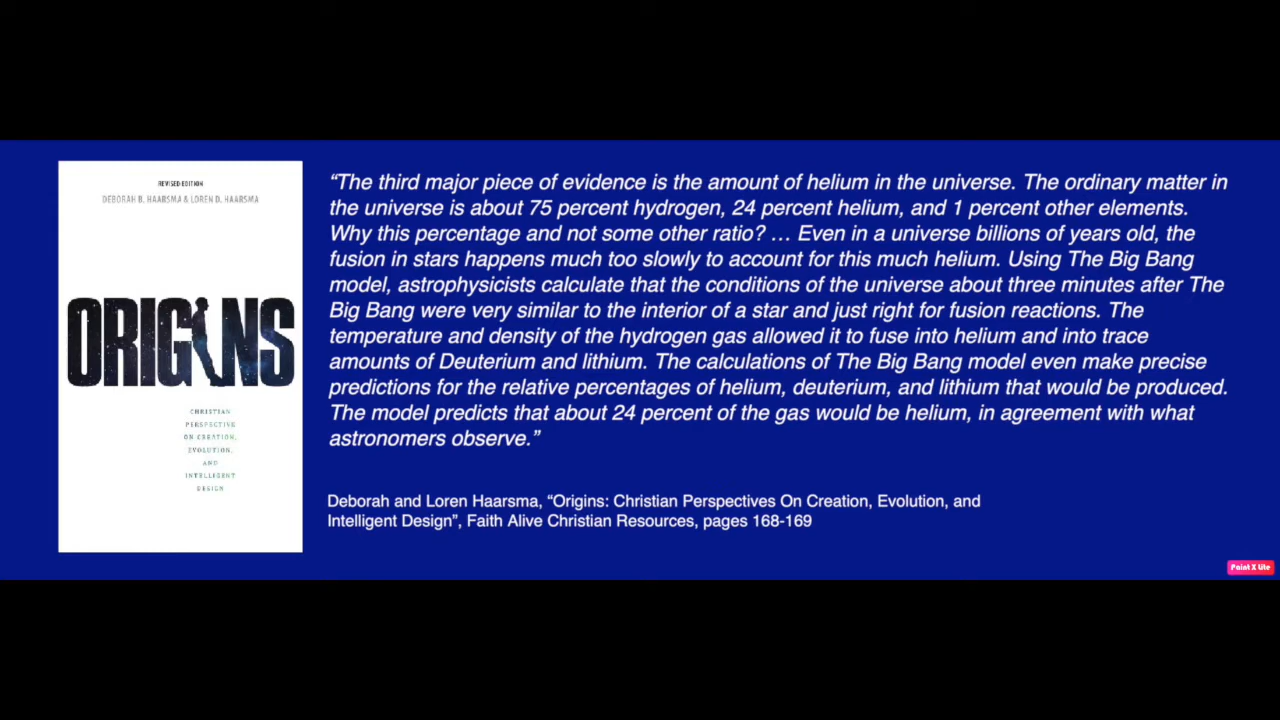 REVISED EDITION
DEBORAH B. HAARSMA & LOREN D. HAARSMA
ORIGINS
CHRISTIAN
PERSPECTIVE
ON CREATION,
EVOLUTION,
AND
INTELLIGENT
DESIGN
“The third major piece of evidence is the amount of helium in the universe. The ordinary matter in
the universe is about 75 percent hydrogen, 24 percent helium, and 1 percent other elements.
Why this percentage and not some other ratio? … Even in a universe billions of years old, the
fusion in stars happens much too slowly to account for this much helium. Using The Big Bang
model, astrophysicists calculate that the conditions of the universe about three minutes after The
Big Bang were very similar to the interior of a star and just right for fusion reactions. The
temperature and density of the hydrogen gas allowed it to fuse into helium and into trace
amounts of Deuterium and lithium. The calculations of The Big Bang model even make precise
predictions for the relative percentages of helium, deuterium, and lithium that would be produced.
The model predicts that about 24 percent of the gas would be helium, in agreement with what
astronomers observe.”
Deborah and Loren Haarsma, “Origins: Christian Perspectives On Creation, Evolution, and
Intelligent Design”, Faith Alive Christian Resources, pages 168-169
Paint X Lite